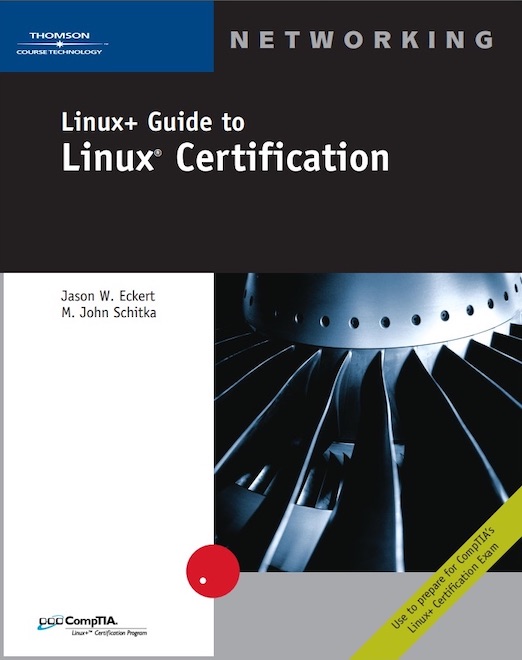 THOMSON
COURSE TECHNOLOGY
NETWORKING
Linux+ Guide to
Linux® Certification
Jason W. Eckert
M. John Schitka
Use to prepare for CompTIA's
Linux+ Certification Exam
CompTIA.
Linux+™ Certification Program